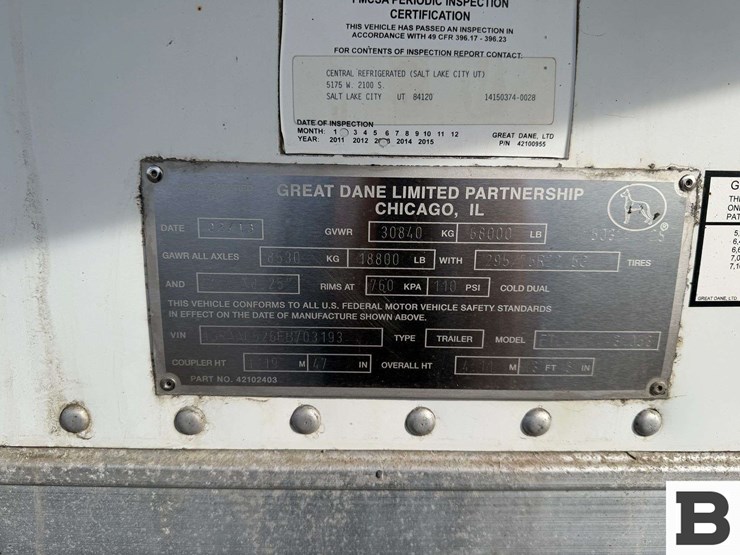 FMCSA PERIODIC INSPECTION
CERTIFICATION
THIS VEHICLE HAS PASSED AN INSPECTION IN
ACCORDANCE WITH 49 CFR 396.17 - 396.23
FOR CONTENTS OF INSPECTION REPORT CONTACT:
CENTRAL REFRIGERATED (SALT LAKE CITY UT)
5175 W. 2100 S.
SALT LAKE CITY UT 84120 14150374-0028
DATE OF INSPECTION
MONTH: 1 3 4 5 6 7 8 9 10 11 12 GREAT DANE, LTD
YEAR: 2011 2012 2014 2015 P/N 42100955
GREAT DANE LIMITED PARTNERSHIP
CHICAGO, IL
DATE GVWR 30840 KG 68000 LB
GAWR ALL AXLES 8530 KG 18800 LB WITH TIRES
AND RIMS AT 760 KPA 110 PSI COLD DUAL
THIS VEHICLE CONFORMS TO ALL U.S. FEDERAL MOTOR VEHICLE SAFETY STANDARDS
IN EFFECT ON THE DATE OF MANUFACTURE SHOWN ABOVE.
VIN TYPE TRAILER MODEL
COUPLER HT M 47 IN OVERALL HT M FT IN
PART NO. 42102403
GREAT DANE, LTD
B